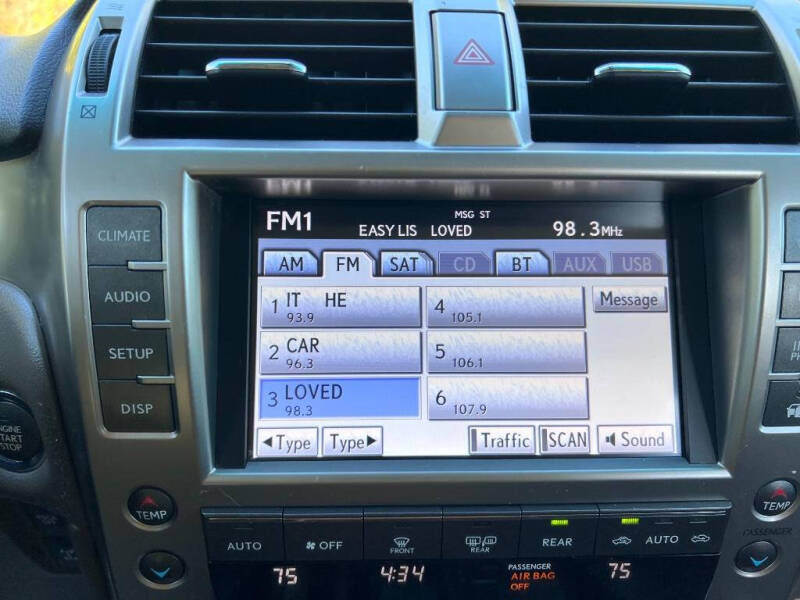 FM1
MSG ST
EASY LIS LOVED
98.3MHz
AM FM SAT CD BT AUX USB
1 IT HE 93.9
4 105.1
Message
2 CAR 96.3
5 106.1
3 LOVED 98.3
6 107.9
◀Type Type▶ Traffic SCAN Sound
CLIMATE
AUDIO
SETUP
DISP
START
STOP
TEMP
AUTO
OFF
FRONT
REAR
REAR
AUTO
TEMP
PASSENGER
75
4:34
PASSENGER
AIR BAG
OFF
75